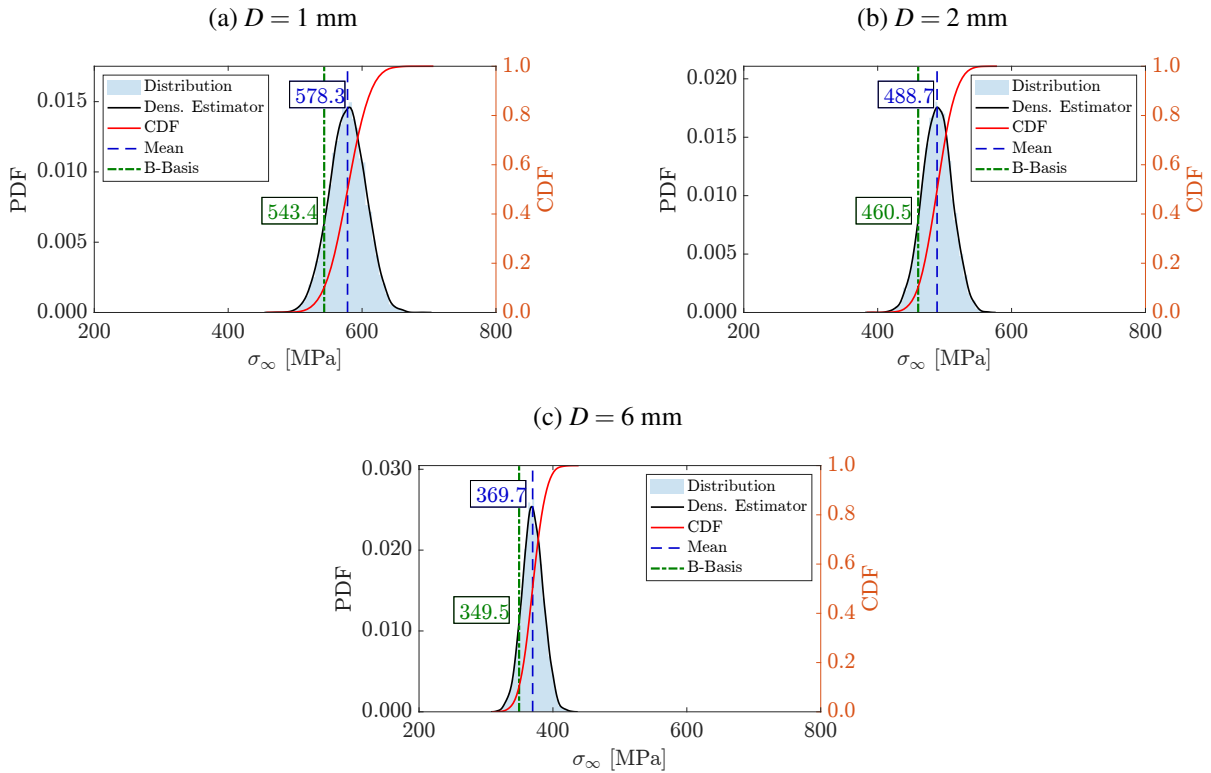 (a) D = 1 mm
0.015
0.010
0.005
0.000
PDF
Distribution
Dens. Estimator
CDF
Mean
B-Basis
578.3
543.4
1.0
0.8
0.6
0.4
0.2
0.0
CDF
200 400 600 800
σ∞ [MPa]
(b) D = 2 mm
0.020
0.015
0.010
0.005
0.000
PDF
488.7
460.5
Distribution
Dens. Estimator
CDF
Mean
B-Basis
1.0
0.8
0.6
0.4
0.2
0.0
CDF
200 400 600 800
σ∞ [MPa]
(c) D = 6 mm
0.030
0.020
0.010
0.000
PDF
369.7
349.5
Distribution
Dens. Estimator
CDF
Mean
B-Basis
1.0
0.8
0.6
0.4
0.2
0.0
CDF
200 400 600 800
σ∞ [MPa]